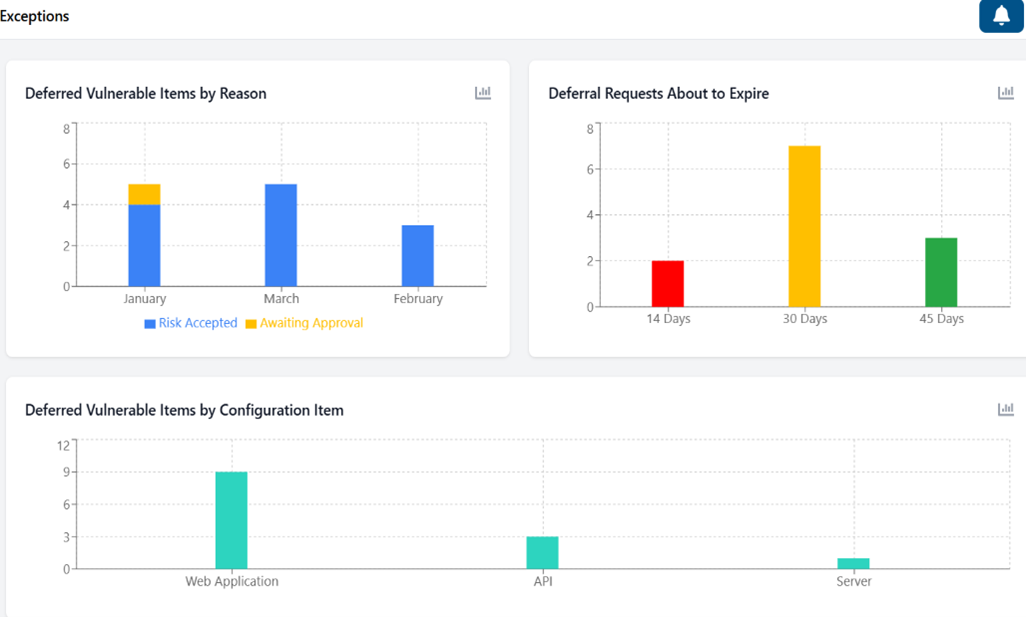 Exceptions
Deferred Vulnerable Items by Reason
8
6
4
2
0
January March February
Risk Accepted Awaiting Approval
Deferral Requests About to Expire
8
6
4
2
0
14 Days 30 Days 45 Days
Deferred Vulnerable Items by Configuration Item
12
9
6
3
0
Web Application API Server